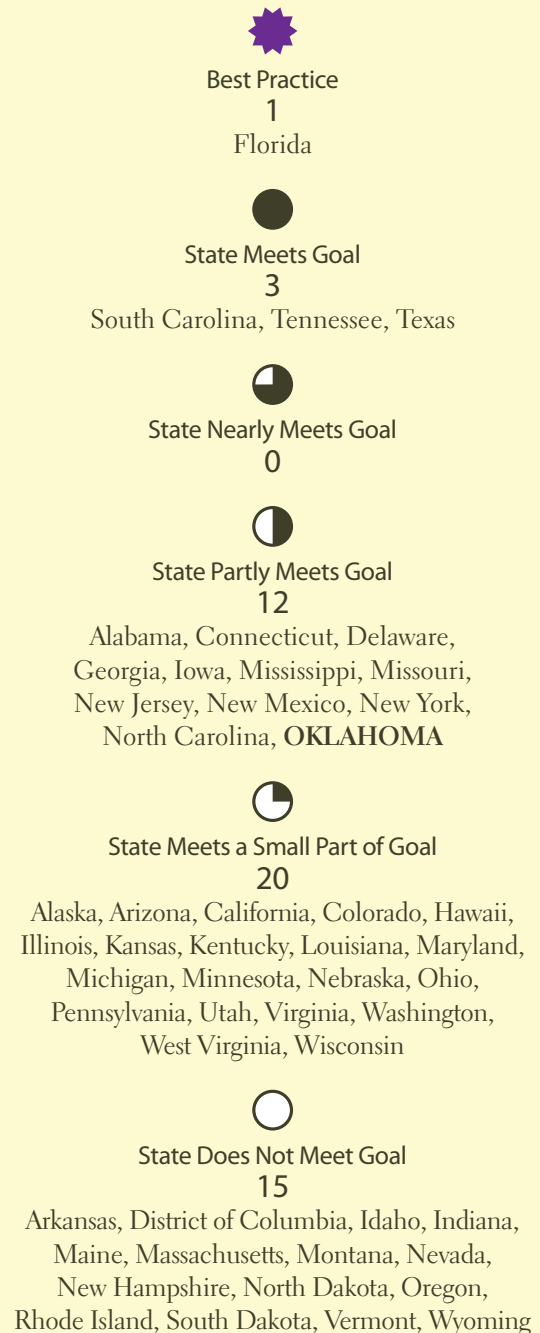 Best Practice
1
Florida
State Meets Goal
3
South Carolina, Tennessee, Texas
State Nearly Meets Goal
0
State Partly Meets Goal
12
Alabama, Connecticut, Delaware,
Georgia, Iowa, Mississippi, Missouri,
New Jersey, New Mexico, New York,
North Carolina, OKLAHOMA
State Meets a Small Part of Goal
20
Alaska, Arizona, California, Colorado, Hawaii,
Illinois, Kansas, Kentucky, Louisiana, Maryland,
Michigan, Minnesota, Nebraska, Ohio,
Pennsylvania, Utah, Virginia, Washington,
West Virginia, Wisconsin
State Does Not Meet Goal
15
Arkansas, District of Columbia, Idaho, Indiana,
Maine, Massachusetts, Montana, Nevada,
New Hampshire, North Dakota, Oregon,
Rhode Island, South Dakota, Vermont, Wyoming